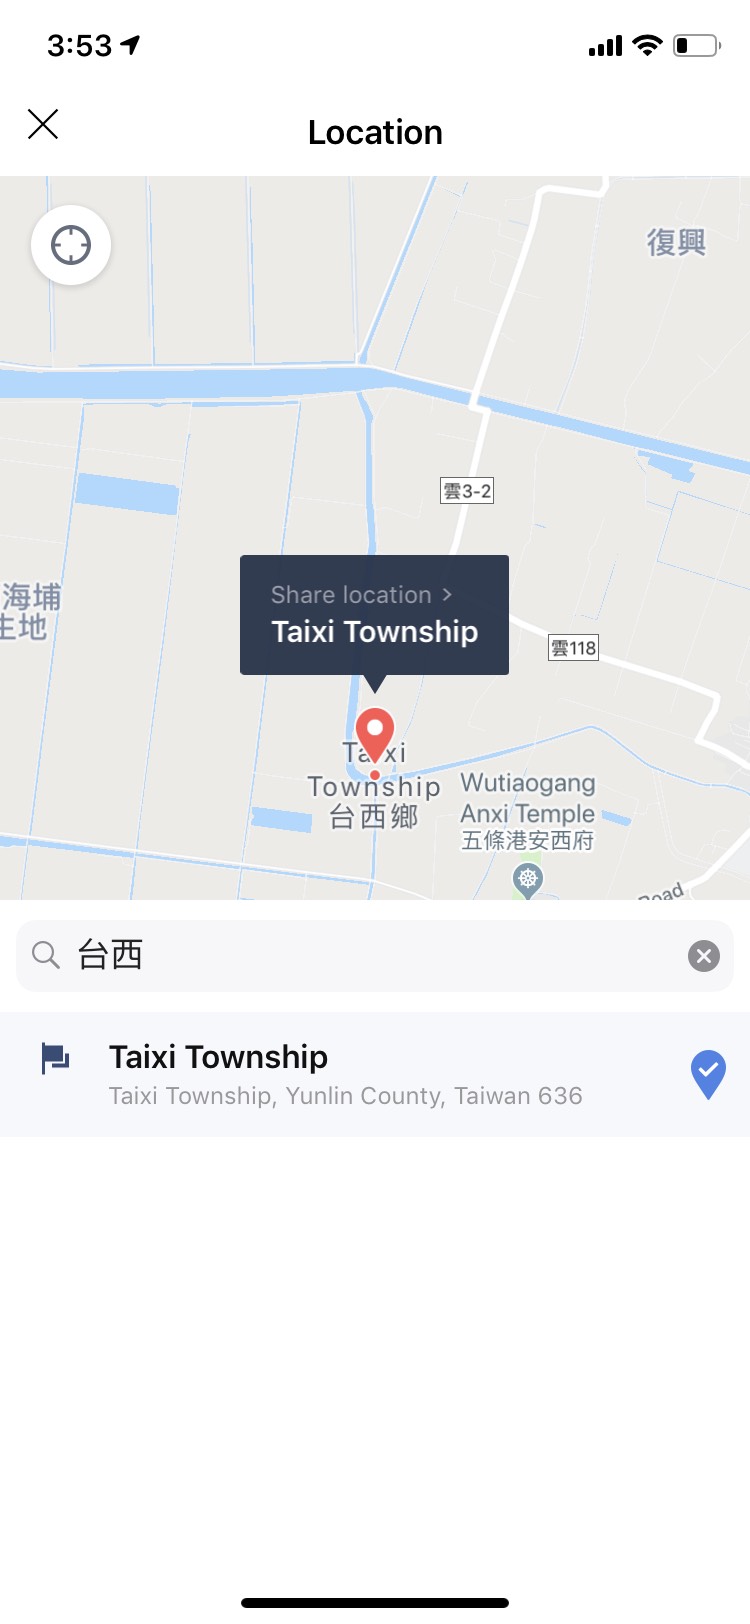 3:53
Location
復興
雲3-2
海埔
生地
Share location >
Taixi Township
雲118
Taixi
Township
台西鄉
Wutiaogang
Anxi Temple
五條港安西府
Road
台西
Taixi Township
Taixi Township, Yunlin County, Taiwan 636